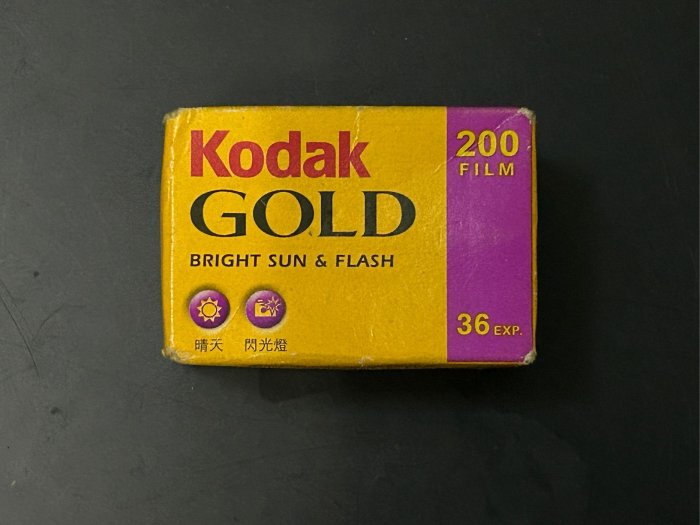 Kodak
GOLD
BRIGHT SUN & FLASH
晴天 閃光燈
200
FILM
36 EXP.